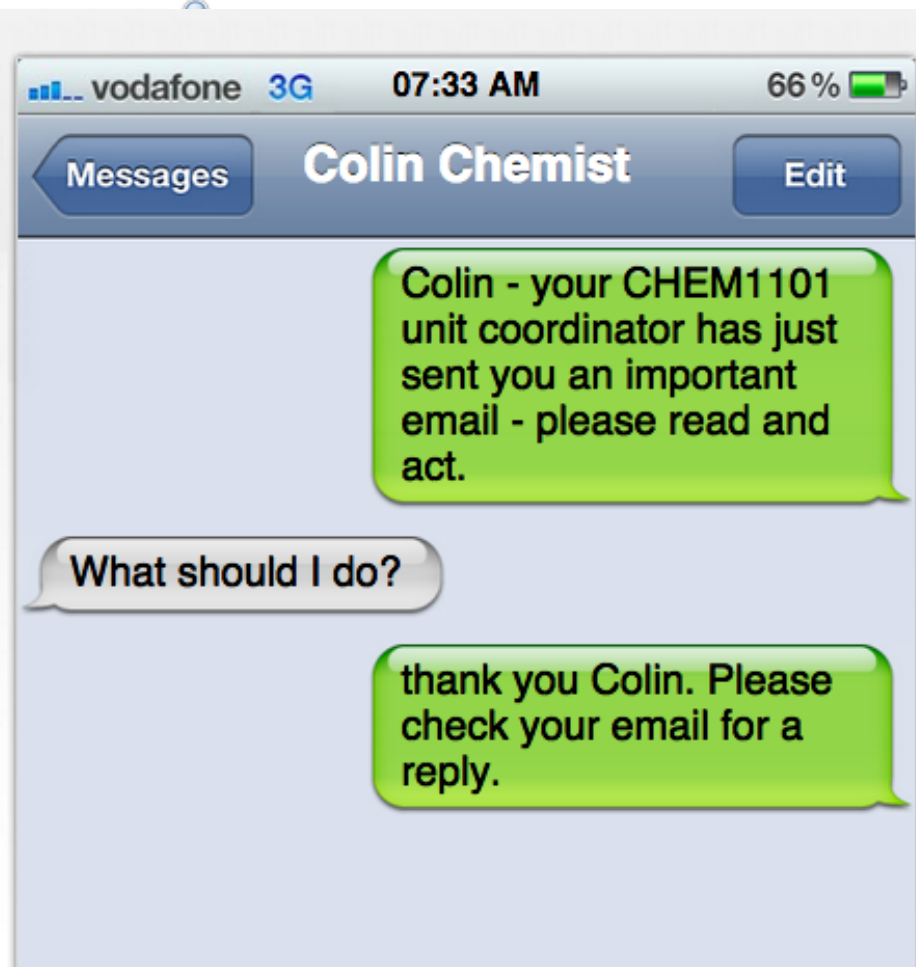 vodafone 3G 07:33 AM 66%
Messages Colin Chemist Edit
Colin - your CHEM1101
unit coordinator has just
sent you an important
email - please read and
act.
What should I do?
thank you Colin. Please
check your email for a
reply.